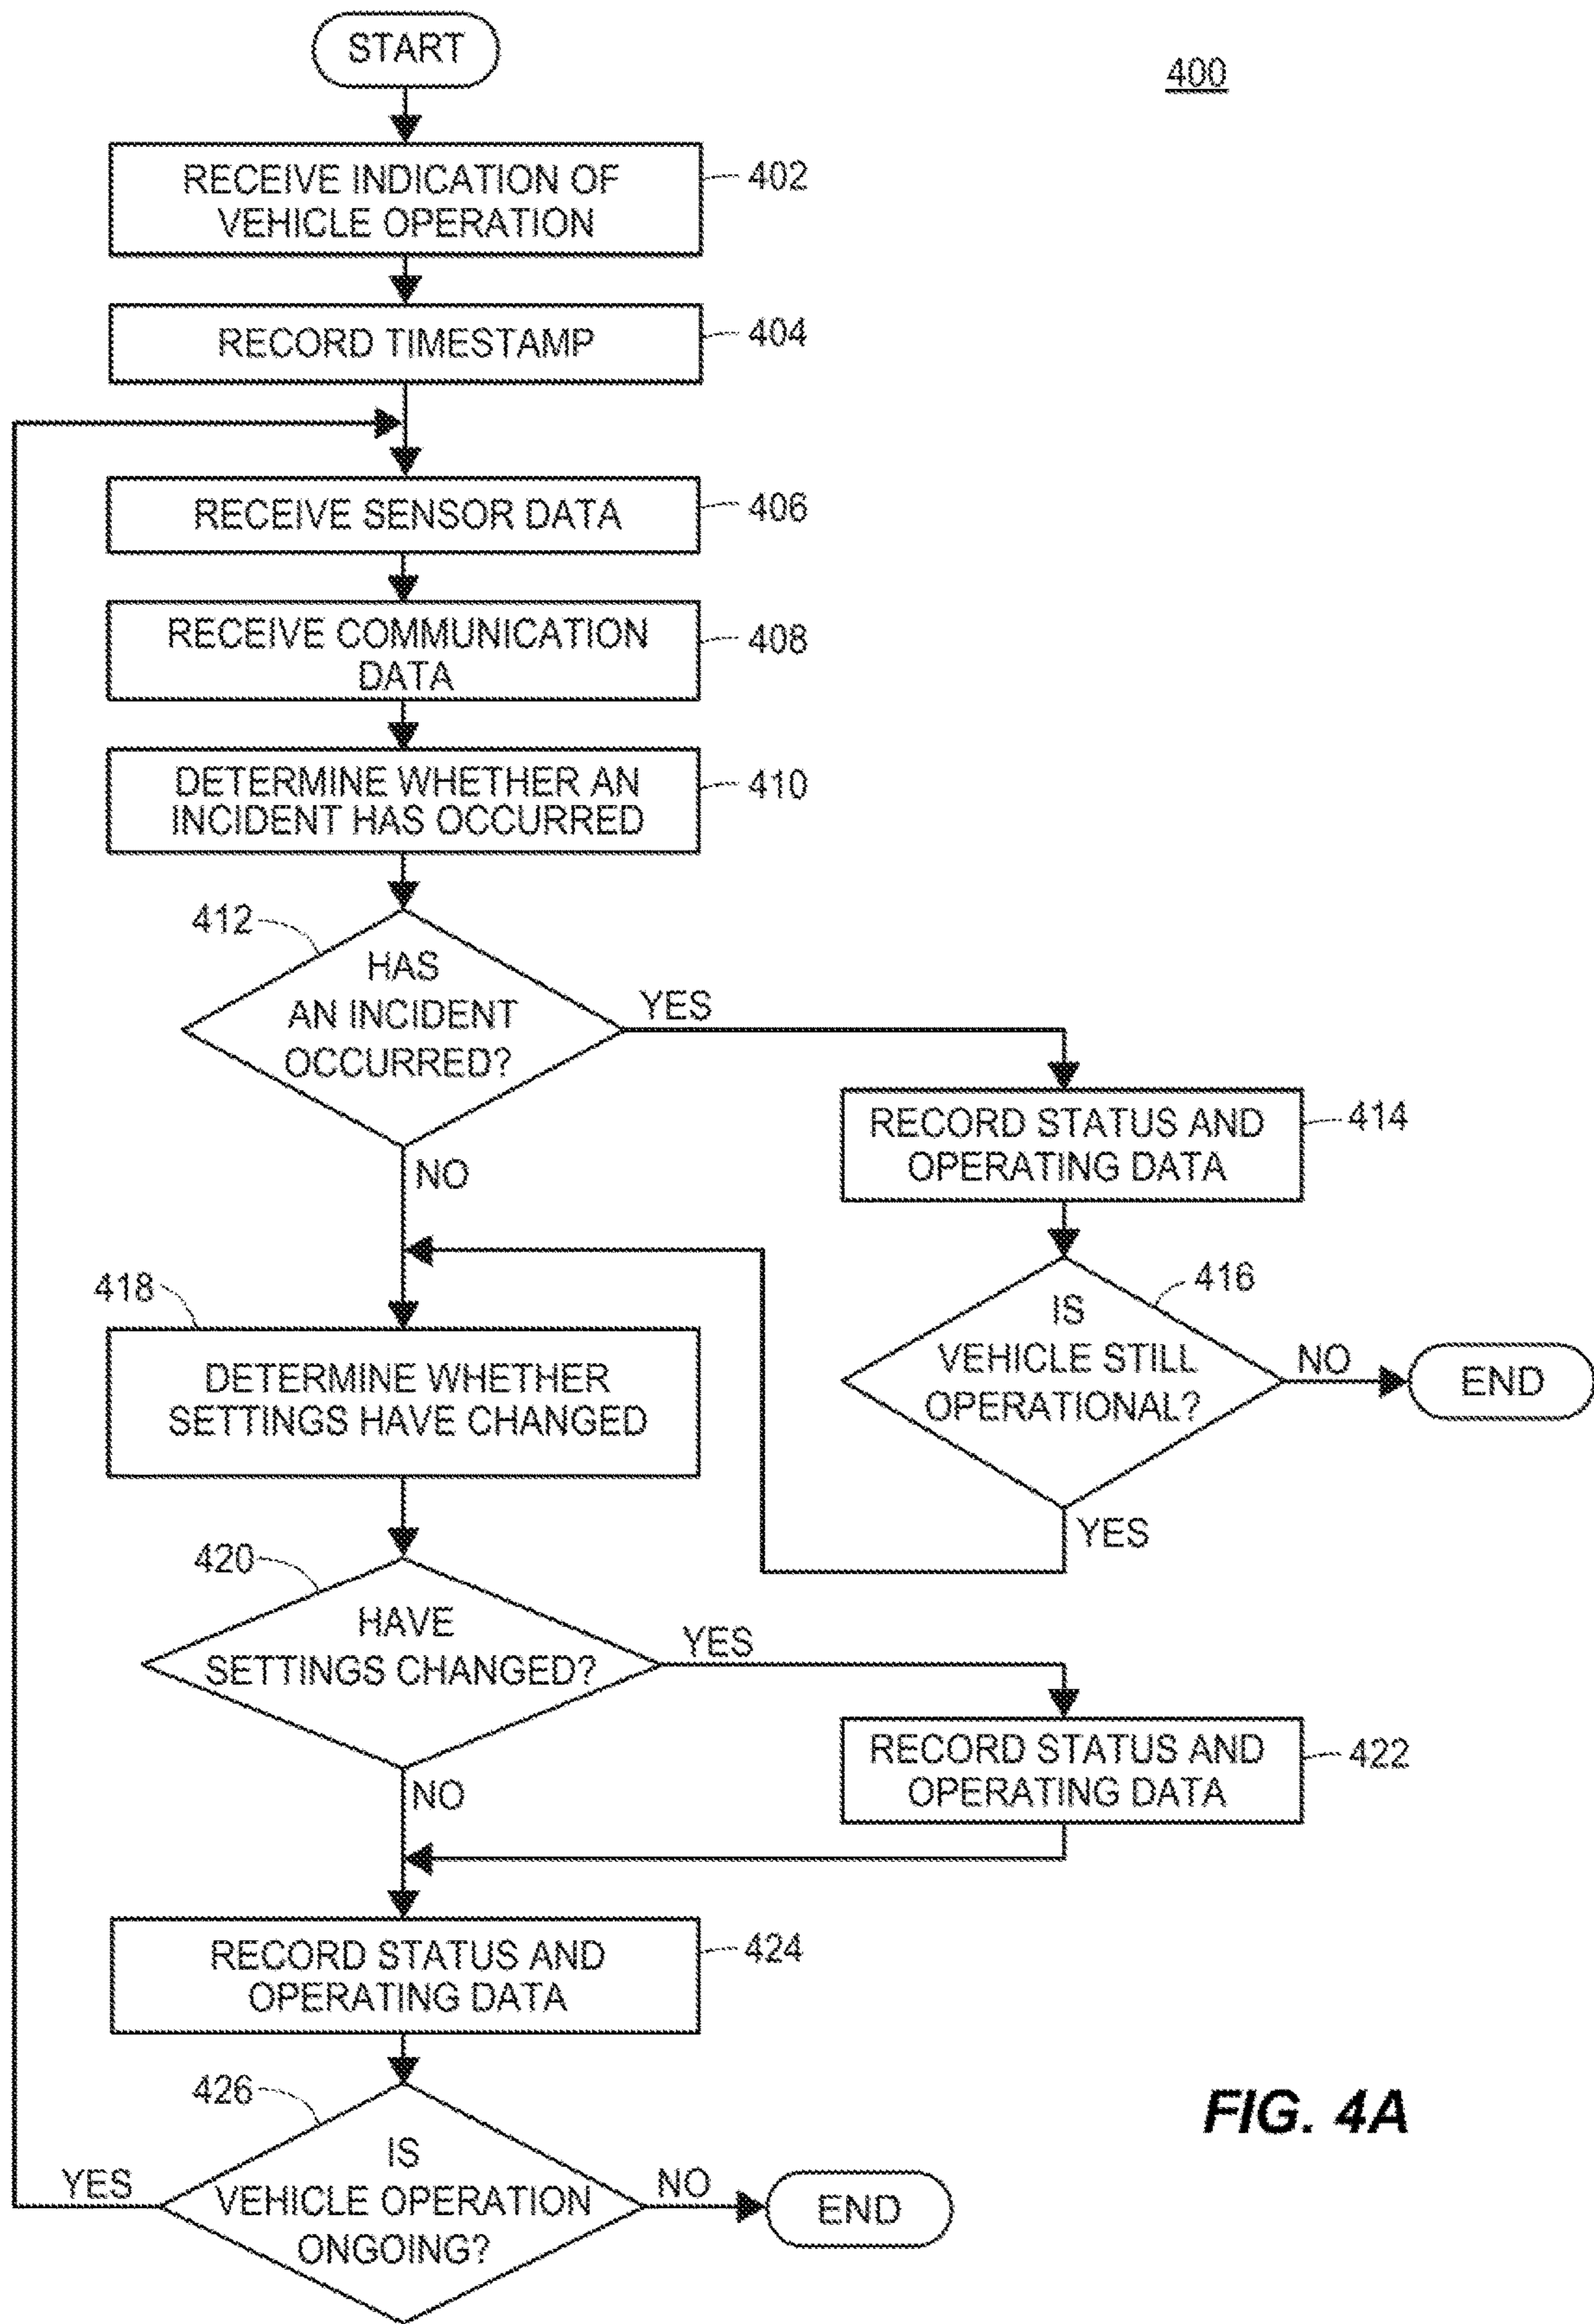 START
400
RECEIVE INDICATION OF
VEHICLE OPERATION
402
RECORD TIMESTAMP
404
RECEIVE SENSOR DATA
406
RECEIVE COMMUNICATION
DATA
408
DETERMINE WHETHER AN
INCIDENT HAS OCCURRED
410
412
HAS
AN INCIDENT
OCCURRED?
YES
NO
RECORD STATUS AND
OPERATING DATA
414
416
IS
VEHICLE STILL
OPERATIONAL?
NO
END
YES
418
DETERMINE WHETHER
SETTINGS HAVE CHANGED
420
HAVE
SETTINGS CHANGED?
YES
NO
RECORD STATUS AND
OPERATING DATA
422
RECORD STATUS AND
OPERATING DATA
424
426
IS
VEHICLE OPERATION
ONGOING?
YES
NO
END
FIG. 4A